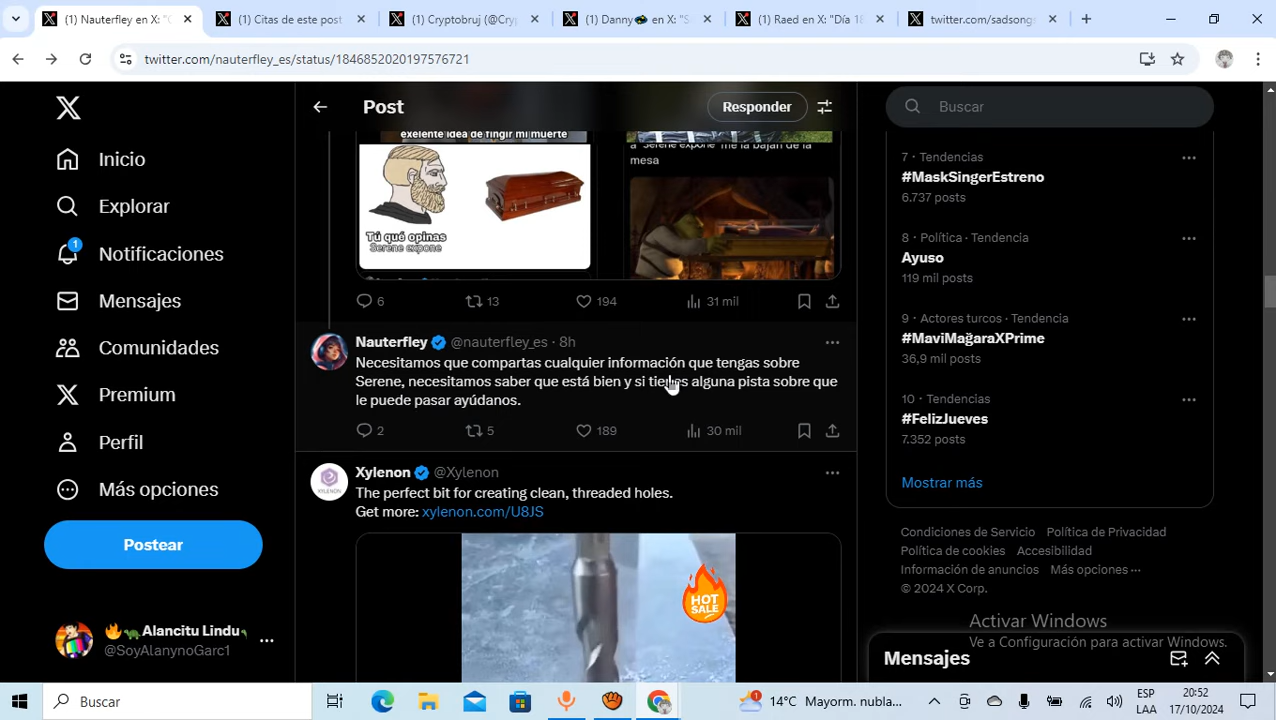 (1) Nauterfley en X: "C
(1) Citas de este post
(1) Cryptobruj (@Cry
(1) Danny en X: "S
(1) Raed en X: "Día 18
twitter.com/sadsongs
twitter.com/nauterfley_es/status/1846852020197576721
Inicio
Explorar
1
Notificaciones
Mensajes
Comunidades
Premium
Perfil
Más opciones
Postear
Alancitu Lindu
@SoyAlanynoGarc1
Post
Responder
exelente idea de fingir mi muerte
Tú qué opinas
Serene expone
a "Serene expone" me la bajan de la
mesa
6
13
194
31 mil
Nauterfley @nauterfley_es · 8h
Necesitamos que compartas cualquier información que tengas sobre
Serene, necesitamos saber que está bien y si tienes alguna pista sobre que
le puede pasar ayúdanos.
2
5
189
30 mil
Xylenon @Xylenon
The perfect bit for creating clean, threaded holes.
Get more: xylenon.com/U8JS
HOT
SALE
Buscar
7 · Tendencias
#MaskSingerEstreno
6.737 posts
8 · Política · Tendencia
Ayuso
119 mil posts
9 · Actores turcos · Tendencia
#MaviMağaraXPrime
36,9 mil posts
10 · Tendencias
#FelizJueves
7.352 posts
Mostrar más
Condiciones de Servicio Política de Privacidad
Política de cookies Accesibilidad
Información de anuncios Más opciones ···
© 2024 X Corp.
Activar Windows
Ve a Configuración para activar Windows.
Mensajes
Buscar
1
14°C Mayorm. nubla...
ESP
LAA
20:52
17/10/2024